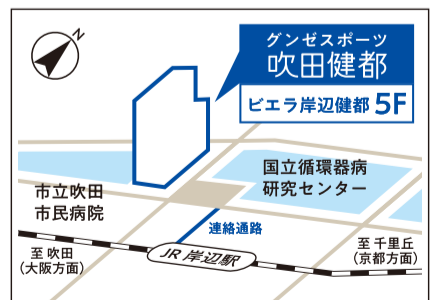 N
グンゼスポーツ
吹田健都
ビエラ岸辺健都 5F
国立循環器病
研究センター
市立吹田
市民病院
連絡通路
JR 岸辺駅
至 吹田
(大阪方面)
至 千里丘
(京都方面)